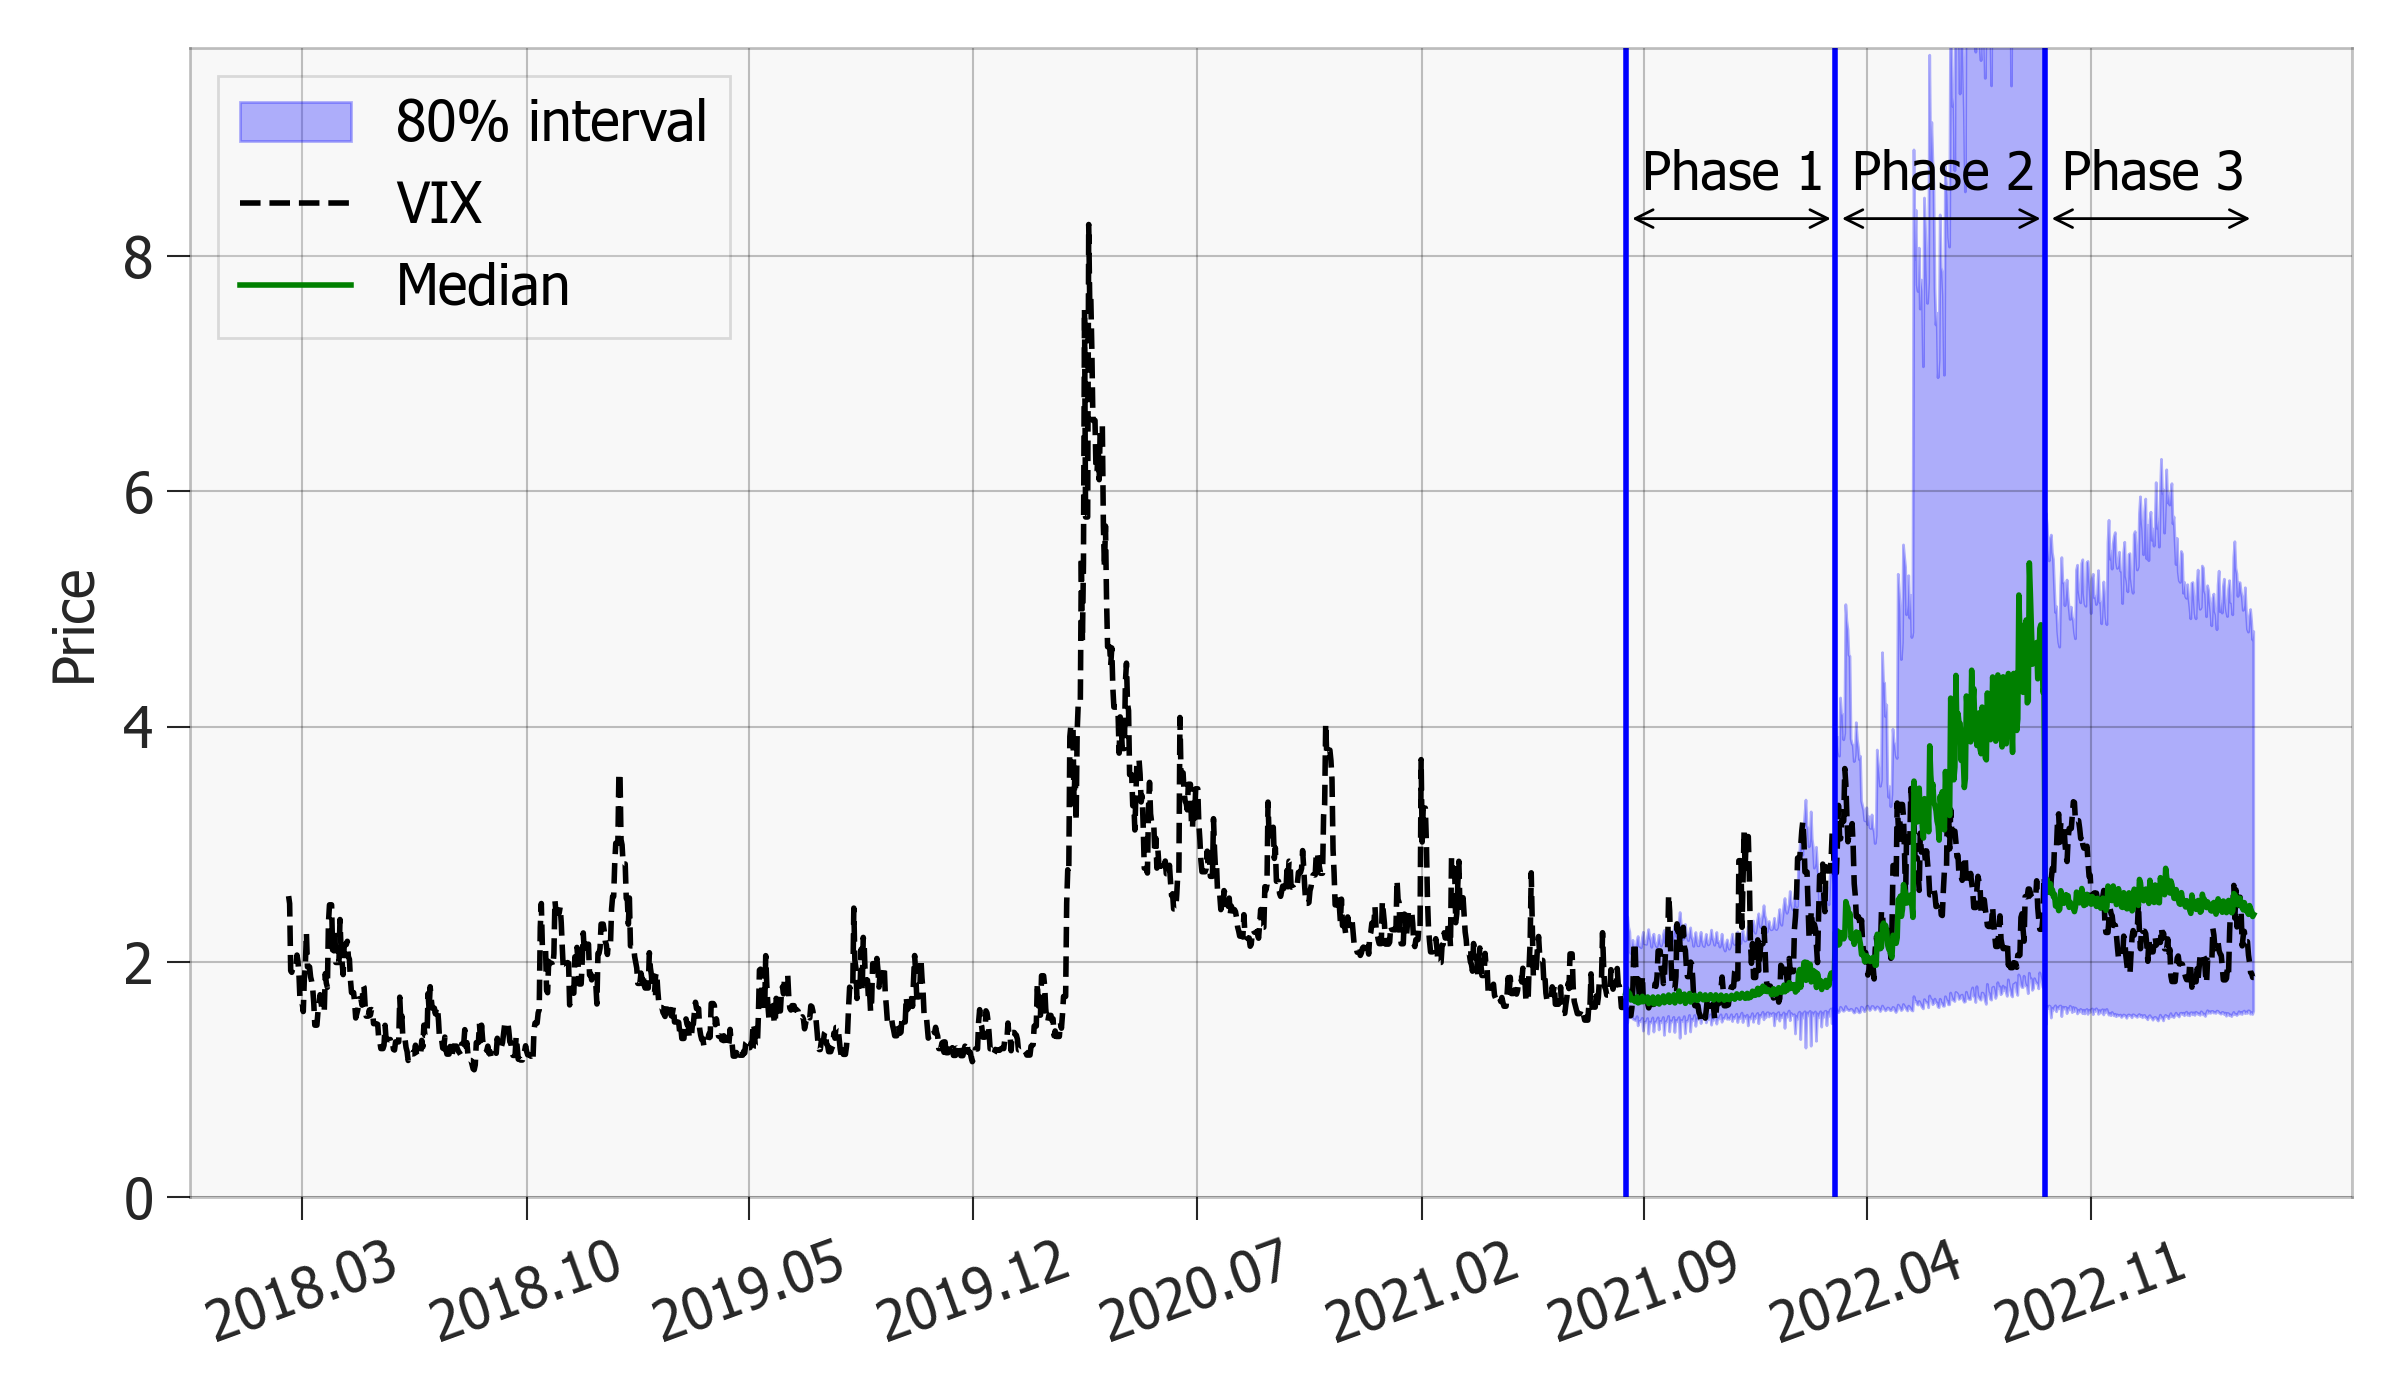 80% interval
VIX
Median
Phase 1
Phase 2
Phase 3
Price
8
6
4
2
0
2018.03
2018.10
2019.05
2019.12
2020.07
2021.02
2021.09
2022.04
2022.11